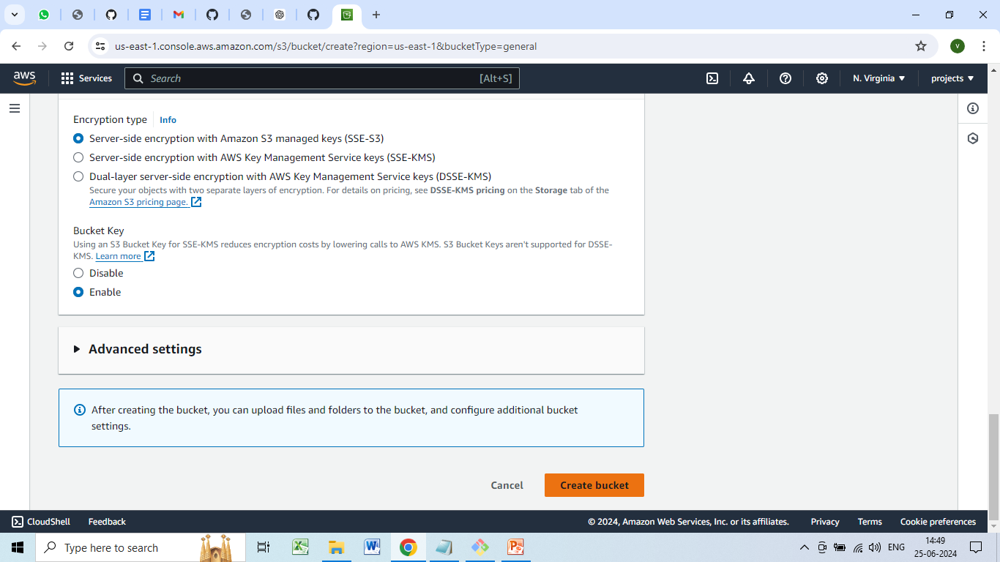 us-east-1.console.aws.amazon.com/s3/bucket/create?region=us-east-1&bucketType=general
V
aws
Services
Search
[Alt+S]
N. Virginia
projects
Encryption type
Info
Server-side encryption with Amazon S3 managed keys (SSE-S3)
Server-side encryption with AWS Key Management Service keys (SSE-KMS)
Dual-layer server-side encryption with AWS Key Management Service keys (DSSE-KMS)
Secure your objects with two separate layers of encryption. For details on pricing, see DSSE-KMS pricing on the Storage tab of the
Amazon S3 pricing page.
Bucket Key
Using an S3 Bucket Key for SSE-KMS reduces encryption costs by lowering calls to AWS KMS. S3 Bucket Keys aren't supported for DSSE-
KMS. Learn more
Disable
Enable
Advanced settings
After creating the bucket, you can upload files and folders to the bucket, and configure additional bucket
settings.
Cancel
Create bucket
CloudShell
Feedback
© 2024, Amazon Web Services, Inc. or its affiliates.
Privacy
Terms
Cookie preferences
Type here to search
ENG
14:49
25-06-2024